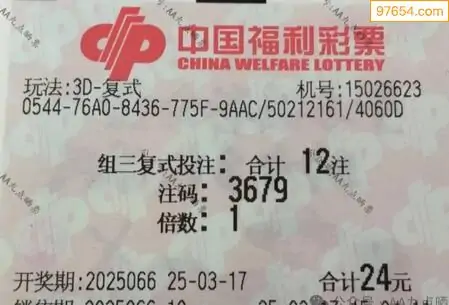 97654.com
中国福利彩票
CHINA WELFARE LOTTERY
玩法:3D-复式 机号:15026623
0544-76A0-8436-775F-9AAC/50212161/4060D
组三复式投注: 合计 12注
注码: 3679
倍数: 1
开奖期:2025066 25-03-17 合计24元